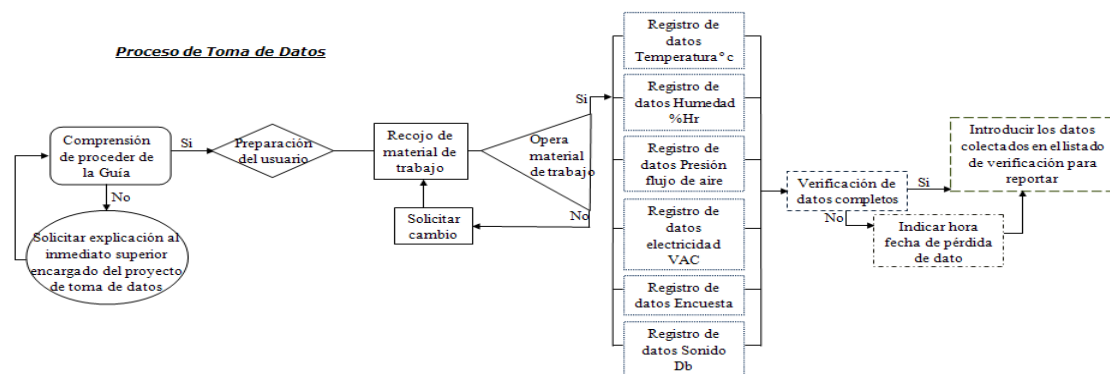 Proceso de Toma de Datos
Comprensión
de proceder de
la Guía
Si
No
Solicitar explicación al
inmediato superior
encargado del proyecto
de toma de datos
Preparación
del usuario
Recojo de
material de
trabajo
Solicitar
cambio
Opera
material
de trabajo
Si
No
Registro de
datos
Temperatura° c
Registro de
datos Humedad
%Hr
Registro de
datos Presión
flujo de aire
Registro de
datos
electricidad
VAC
Registro de
datos Encuesta
Registro de
datos Sonido
Db
Verificación de
datos completos
Si
No
Indicar hora
fecha de pérdida
de dato
Introducir los datos
colectados en el listado
de verificación para
reportar